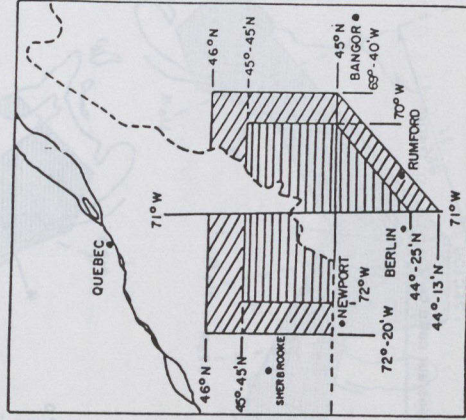 QUEBEC
71° W
46° N
46° N
45°-45'N
45°-45'N
SHERBROOKE
45° N
BANGOR
69°-40'W
NEWPORT
72° W
72°-20'W
70° W
RUMFORD
BERLIN
44°-25'N
44°-13'N
71° W